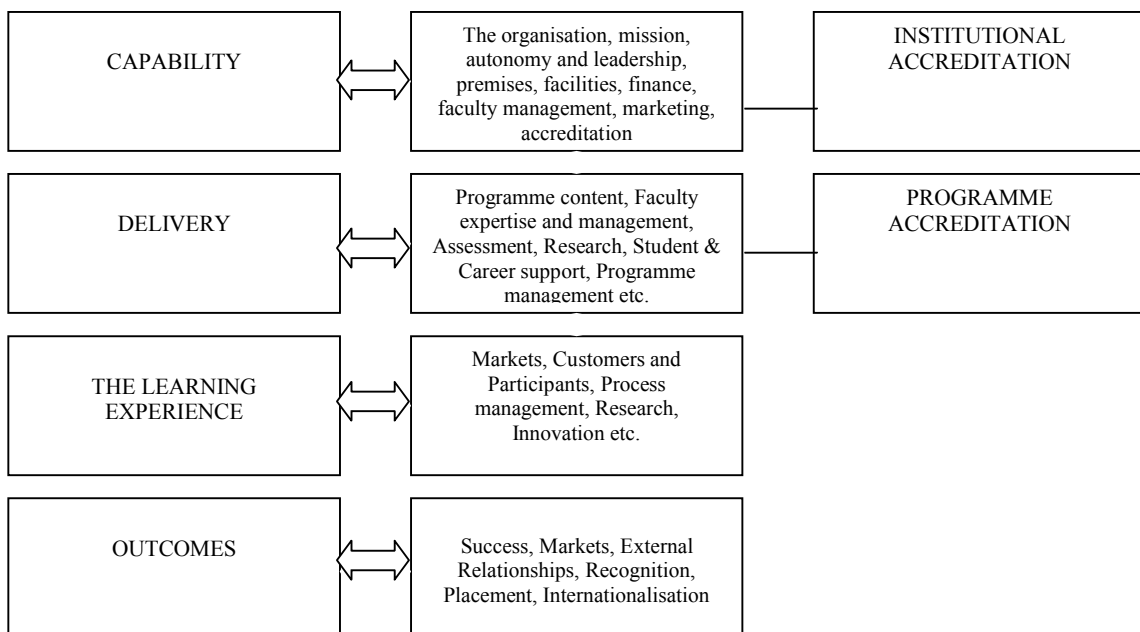 CAPABILITY
The organisation, mission,
autonomy and leadership,
premises, facilities, finance,
faculty management, marketing,
accreditation
INSTITUTIONAL
ACCREDITATION
DELIVERY
Programme content, Faculty
expertise and management,
Assessment, Research, Student &
Career support, Programme
management etc.
PROGRAMME
ACCREDITATION
THE LEARNING
EXPERIENCE
Markets, Customers and
Participants, Process
management, Research,
Innovation etc.
OUTCOMES
Success, Markets, External
Relationships, Recognition,
Placement, Internationalisation